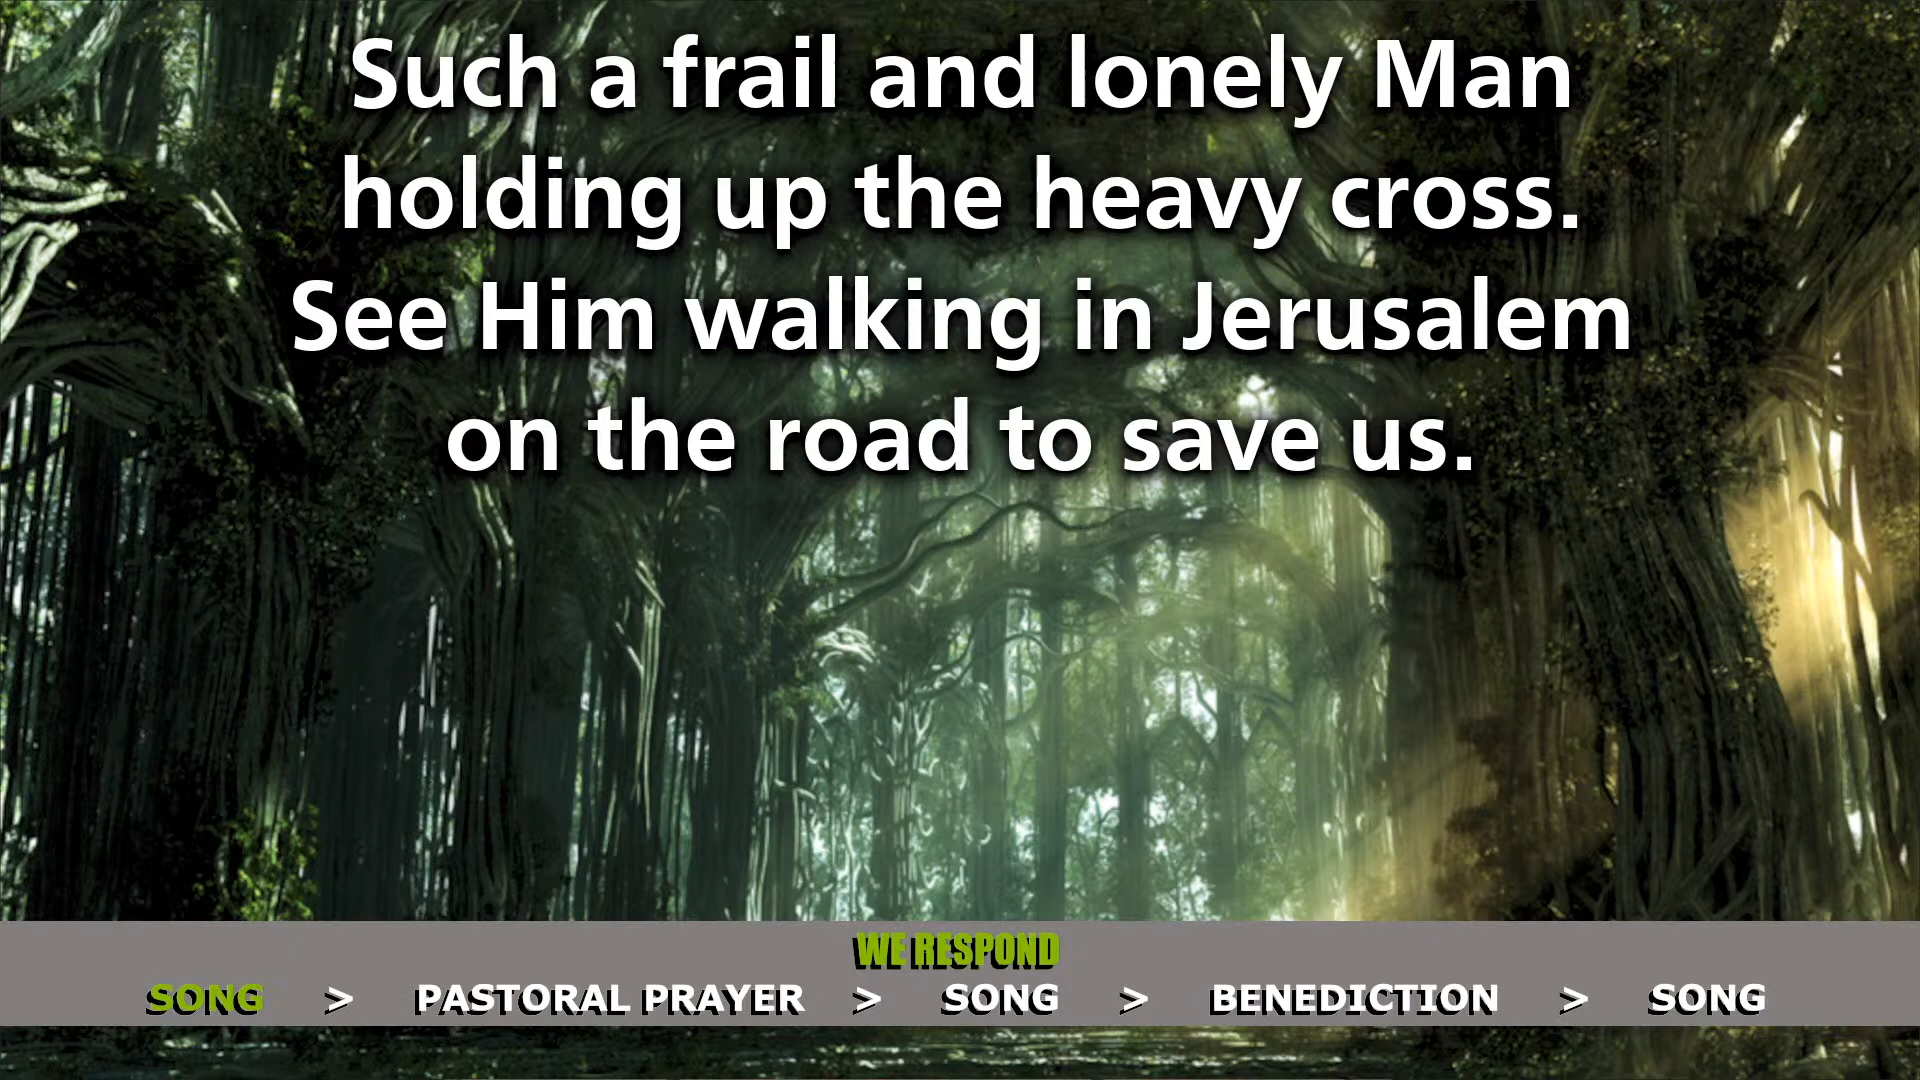 Such a frail and lonely Man
holding up the heavy cross.
See Him walking in Jerusalem
on the road to save us.
WE RESPOND
SONG > PASTORAL PRAYER > SONG > BENEDICTION > SONG